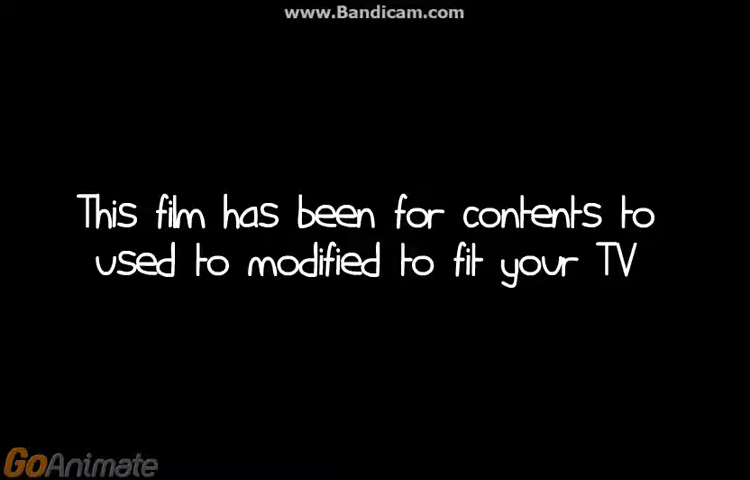 www.Bandicam.com
This film has been for contents to
used to modified to fit your TV
GoAnimate